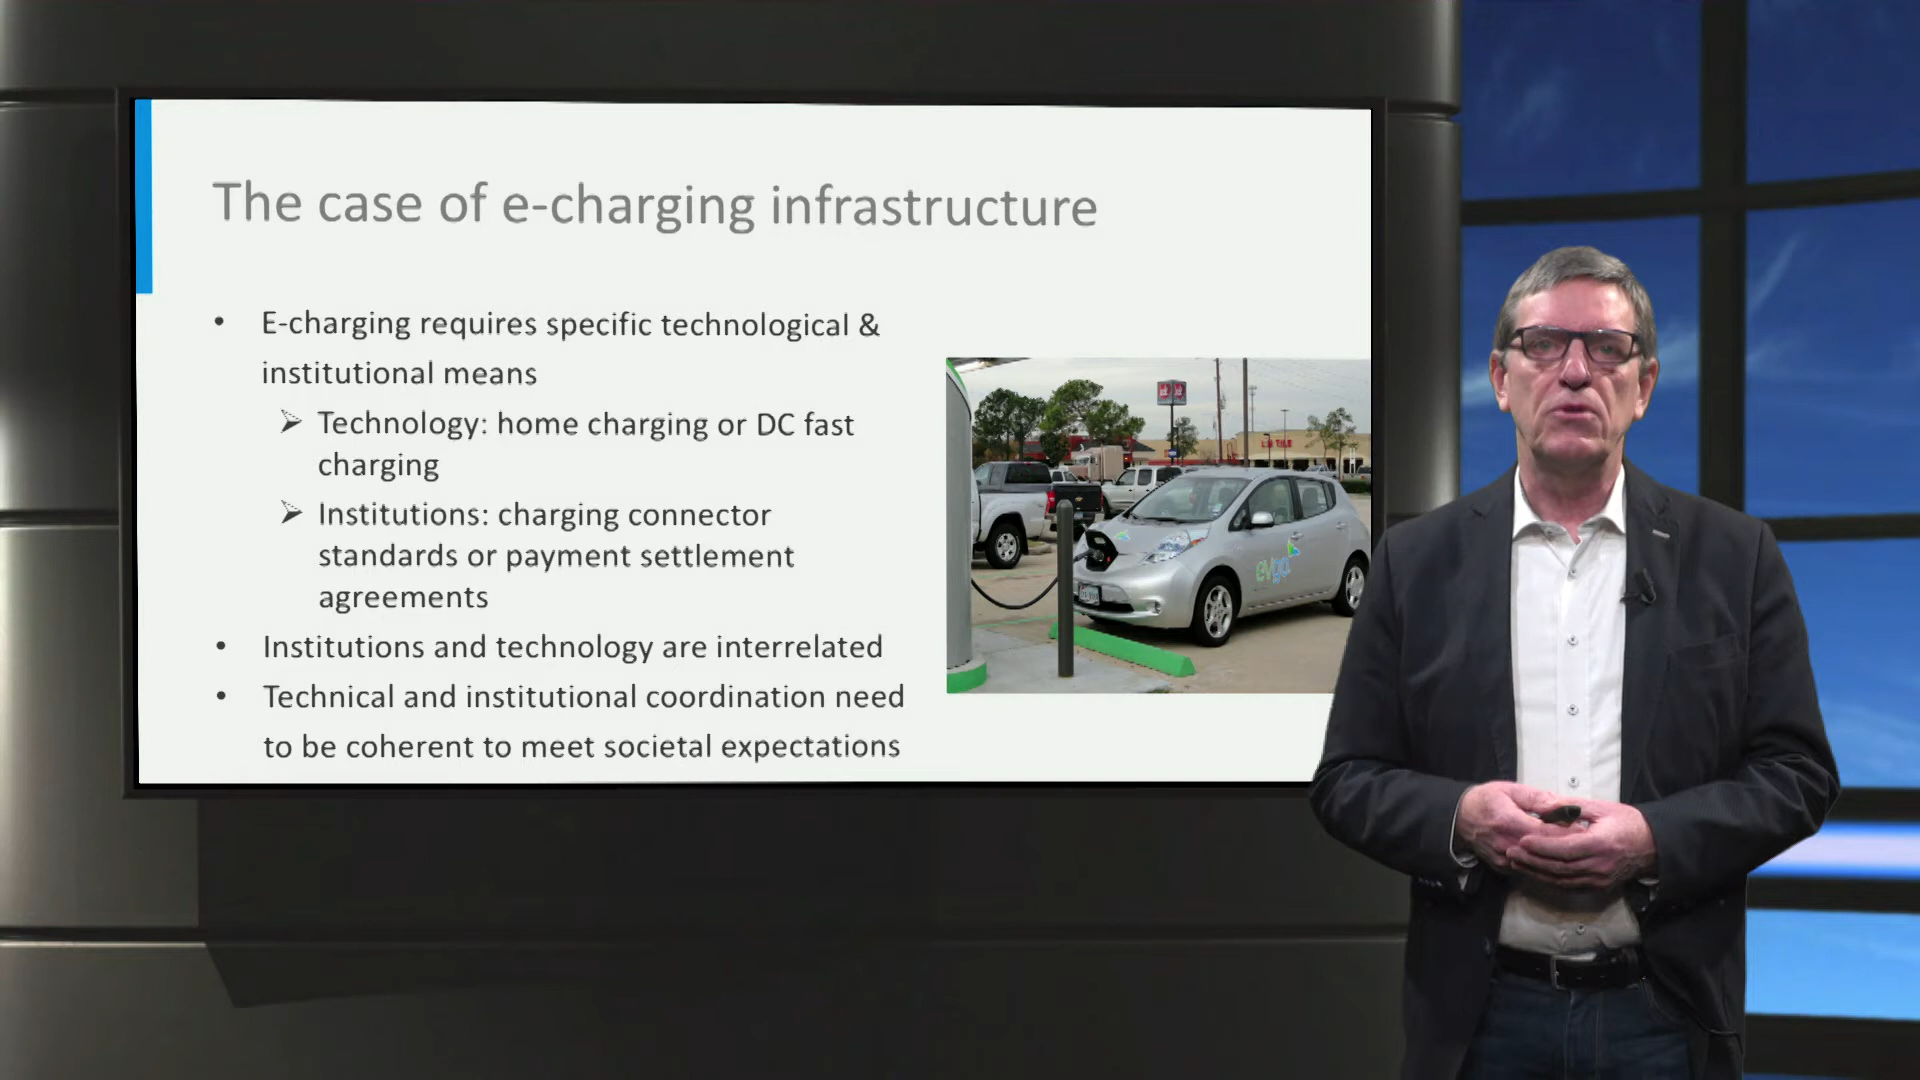 The case of e-charging infrastructure
• E-charging requires specific technological &
institutional means
➢ Technology: home charging or DC fast
charging
➢ Institutions: charging connector
standards or payment settlement
agreements
• Institutions and technology are interrelated
• Technical and institutional coordination need
to be coherent to meet societal expectations
evgo